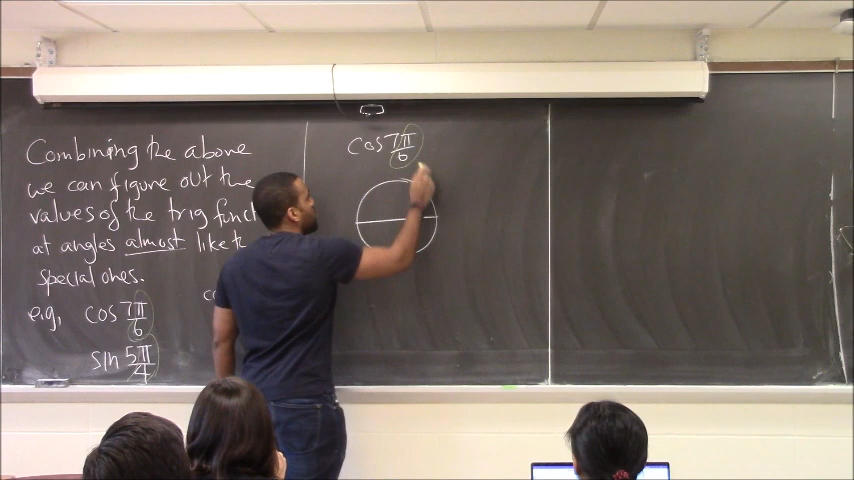 Combining the above
we can figure out the
values of the trig funct
at angles almost like t
special ones.
e.g, cos 7π/6
sin 5π/4
co
cos 7π/6